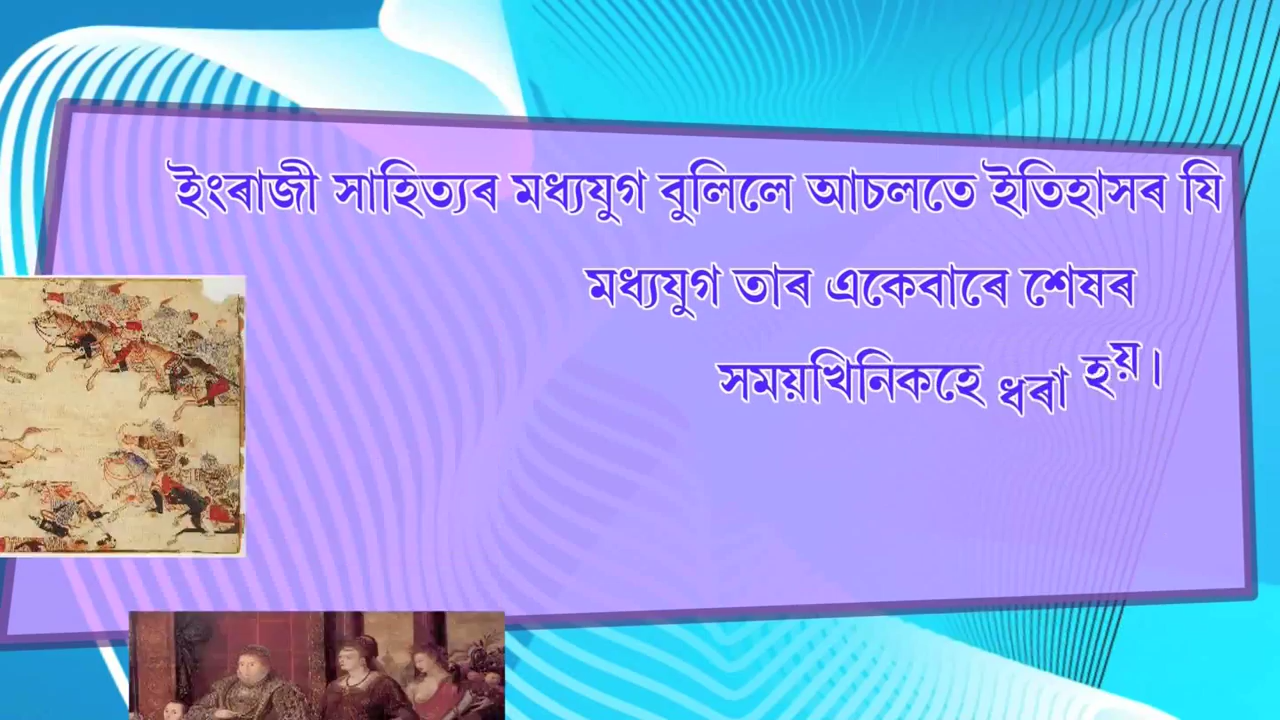 ইংৰাজী সাহিত্যৰ মধ্যযুগ বুলিলে আচলতে ইতিহাসৰ যি
মধ্যযুগ তাৰ একেবাৰে শেষৰ
সময়খিনিকহে ধৰা হয়।